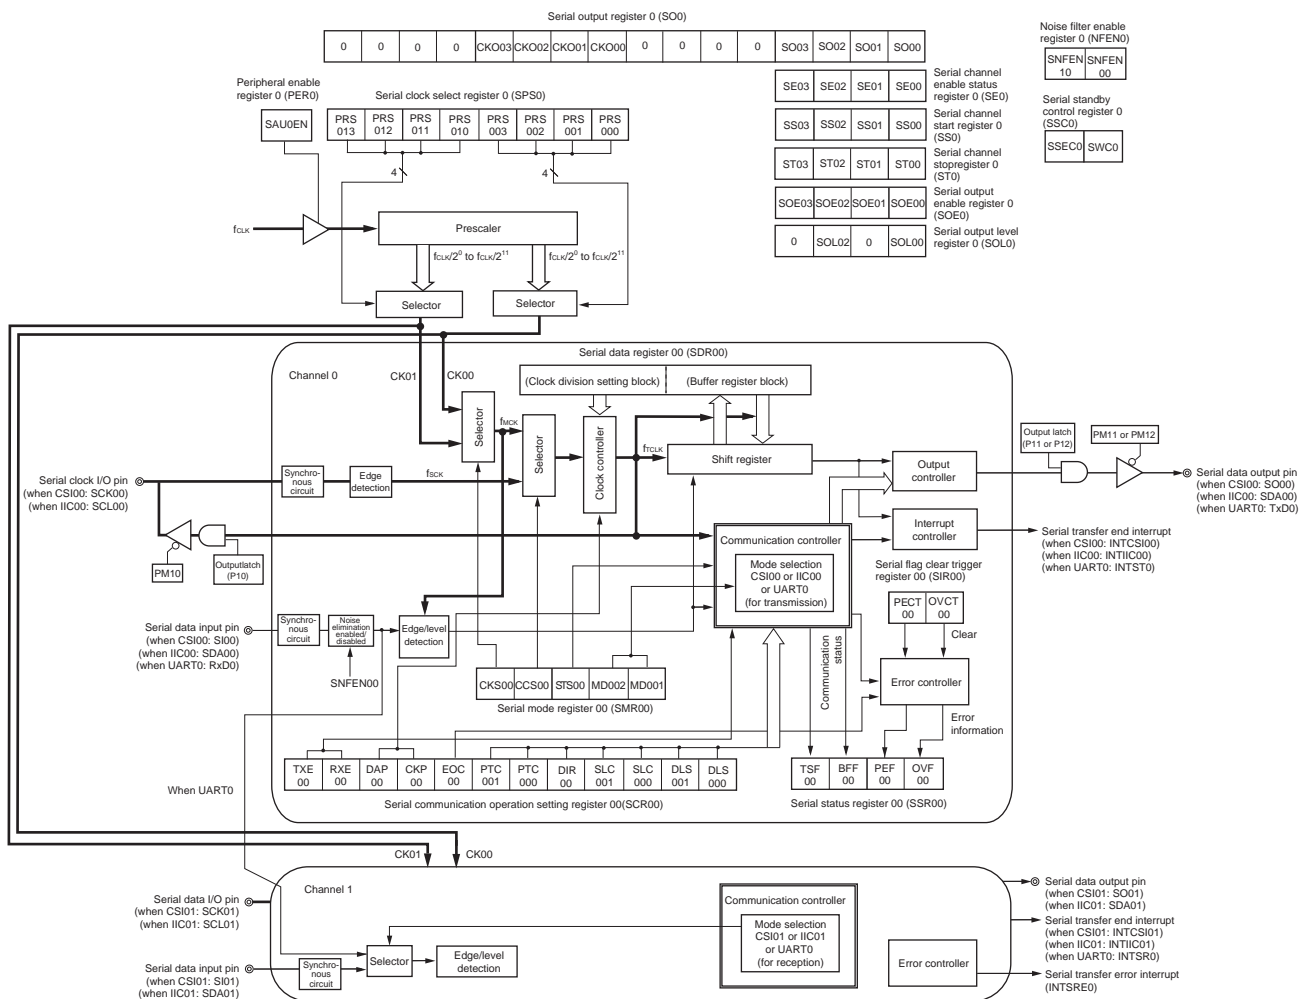 Serial output register 0 (SO0)
0 0 0 0 CKO03 CKO02 CKO01 CKO00 0 0 0 0 SO03 SO02 SO01 SO00
Noise filter enable
register 0 (NFEN0)
SNFEN
10
SNFEN
00
Peripheral enable
register 0 (PER0)
SAU0EN
Serial clock select register 0 (SPS0)
PRS
013
PRS
012
PRS
011
PRS
010
PRS
003
PRS
002
PRS
001
PRS
000
4
4
SE03 SE02 SE01 SE00
Serial channel
enable status
register 0 (SE0)
SS03 SS02 SS01 SS00
Serial channel
start register 0
(SS0)
ST03 ST02 ST01 ST00
Serial channel
stopregister 0
(ST0)
SOE03 SOE02 SOE01 SOE00
Serial output
enable register 0
(SOE0)
0 SOL02 0 SOL00
Serial output level
register 0 (SOL0)
Serial standby
control register 0
(SSC0)
SSEC0 SWC0
fCLK
Prescaler
fCLK/2⁰ to fCLK/2¹¹
fCLK/2⁰ to fCLK/2¹¹
Selector
Selector
Channel 0
CK01
CK00
Serial data register 00 (SDR00)
(Clock division setting block)
(Buffer register block)
Selector
fMCK
Selector
Clock controller
fTCLK
Shift register
Output
controller
Output latch
(P11 or P12)
PM11 or PM12
Serial data output pin
(when CSI00: SO00)
(when IIC00: SDA00)
(when UART0: TxD0)
Serial clock I/O pin
(when CSI00: SCK00)
(when IIC00: SCL00)
Synchro-
nous
circuit
Edge
detection
fSCK
PM10
Outputlatch
(P10)
Communication controller
Mode selection
CSI00 or IIC00
or UART0
(for transmission)
Interrupt
controller
Serial transfer end interrupt
(when CSI00: INTCSI00)
(when IIC00: INTIIC00)
(when UART0: INTST0)
Serial flag clear trigger
register 00 (SIR00)
PECT
00
OVCT
00
Clear
Serial data input pin
(when CSI00: SI00)
(when IIC00: SDA00)
(when UART0: RxD0)
Synchro-
nous
circuit
Noise
elimination
enabled/
disabled
SNFEN00
Edge/level
detection
Communication
status
Error controller
Error
information
CKS00 CCS00 STS00 MD002 MD001
Serial mode register 00 (SMR00)
TXE
00
RXE
00
DAP
00
CKP
00
EOC
00
PTC
001
PTC
000
DIR
00
SLC
001
SLC
000
DLS
001
DLS
000
Serial communication operation setting register 00(SCR00)
TSF
00
BFF
00
PEF
00
OVF
00
Serial status register 00 (SSR00)
When UART0
CK01
CK00
Channel 1
Serial data I/O pin
(when CSI01: SCK01)
(when IIC01: SCL01)
Serial data input pin
(when CSI01: SI01)
(when IIC01: SDA01)
Synchro-
nous
circuit
Selector
Edge/level
detection
Communication controller
Mode selection
CSI01 or IIC01
or UART0
(for reception)
Error controller
Serial data output pin
(when CSI01: SO01)
(when IIC01: SDA01)
Serial transfer end interrupt
(when CSI01: INTCSI01)
(when IIC01: INTIIC01)
(when UART0: INTSR0)
Serial transfer error interrupt
(INTSRE0)